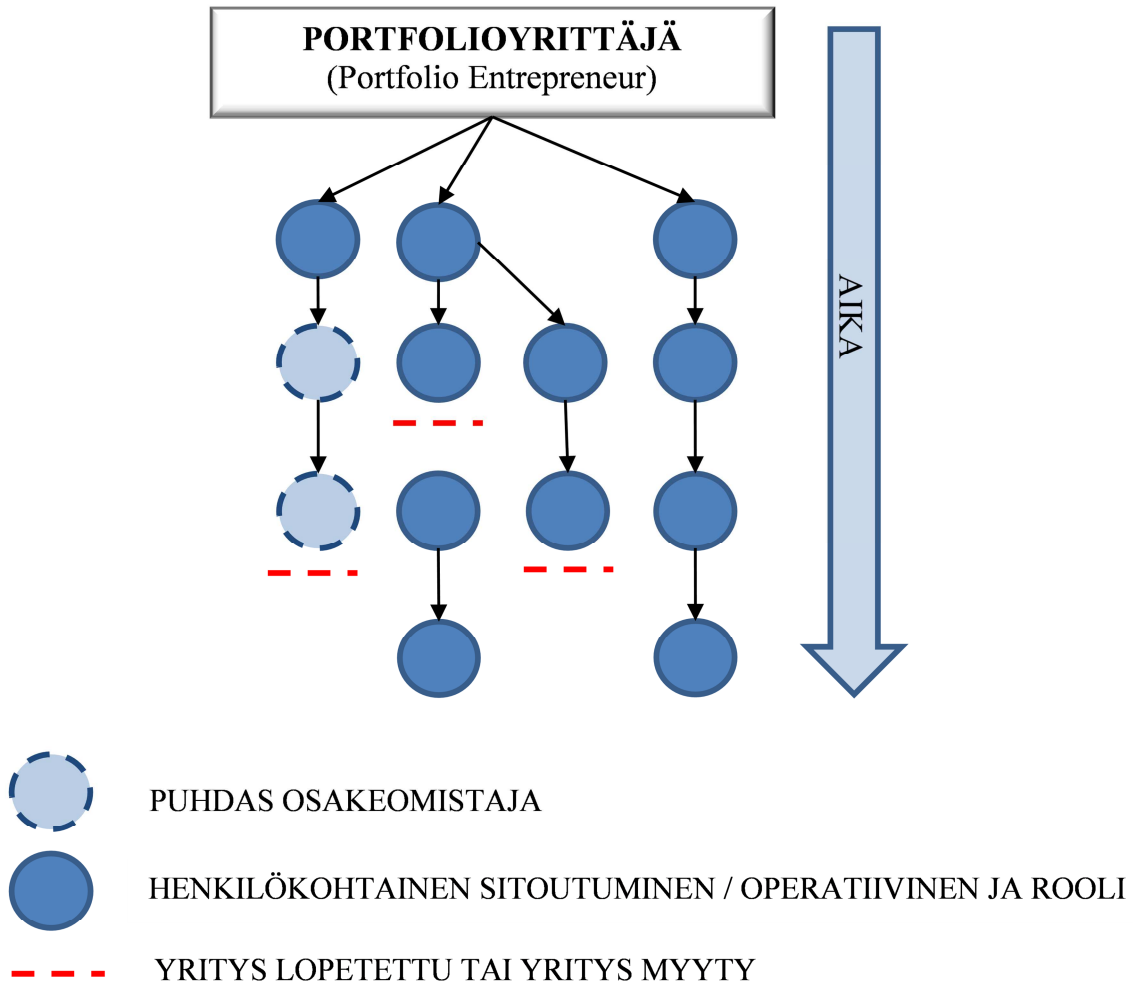 PORTFOLIOYRITTÄJÄ
(Portfolio Entrepreneur)
AIKA
PUHDAS OSAKEOMISTAJA
HENKILÖKOHTAINEN SITOUTUMINEN / OPERATIIVINEN JA ROOLI
YRITYS LOPETETTU TAI YRITYS MYYTY